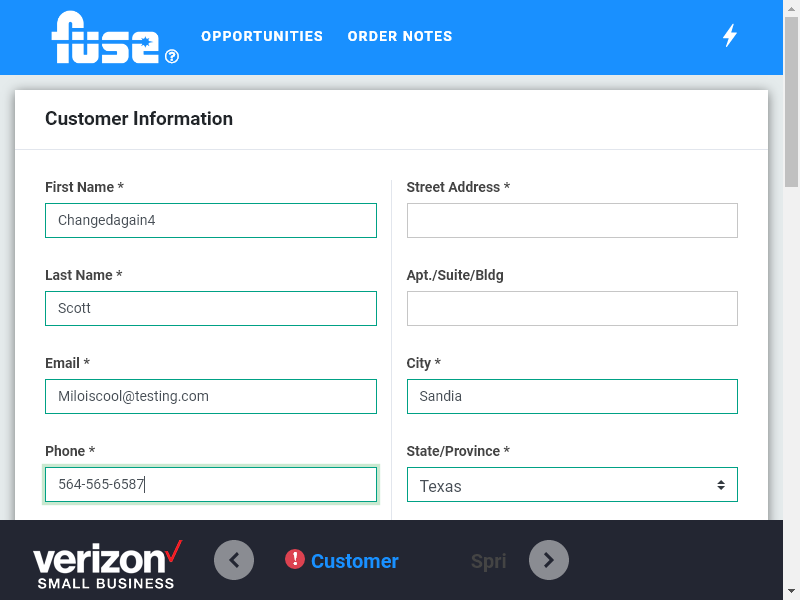 fuse
?
OPPORTUNITIES
ORDER NOTES
Customer Information
First Name *
Changedagain4
Last Name *
Scott
Email *
Miloiscool@testing.com
Phone *
564-565-6587
Street Address *
Apt./Suite/Bldg
City *
Sandia
State/Province *
Texas
verizon
SMALL BUSINESS
! Customer
Spri